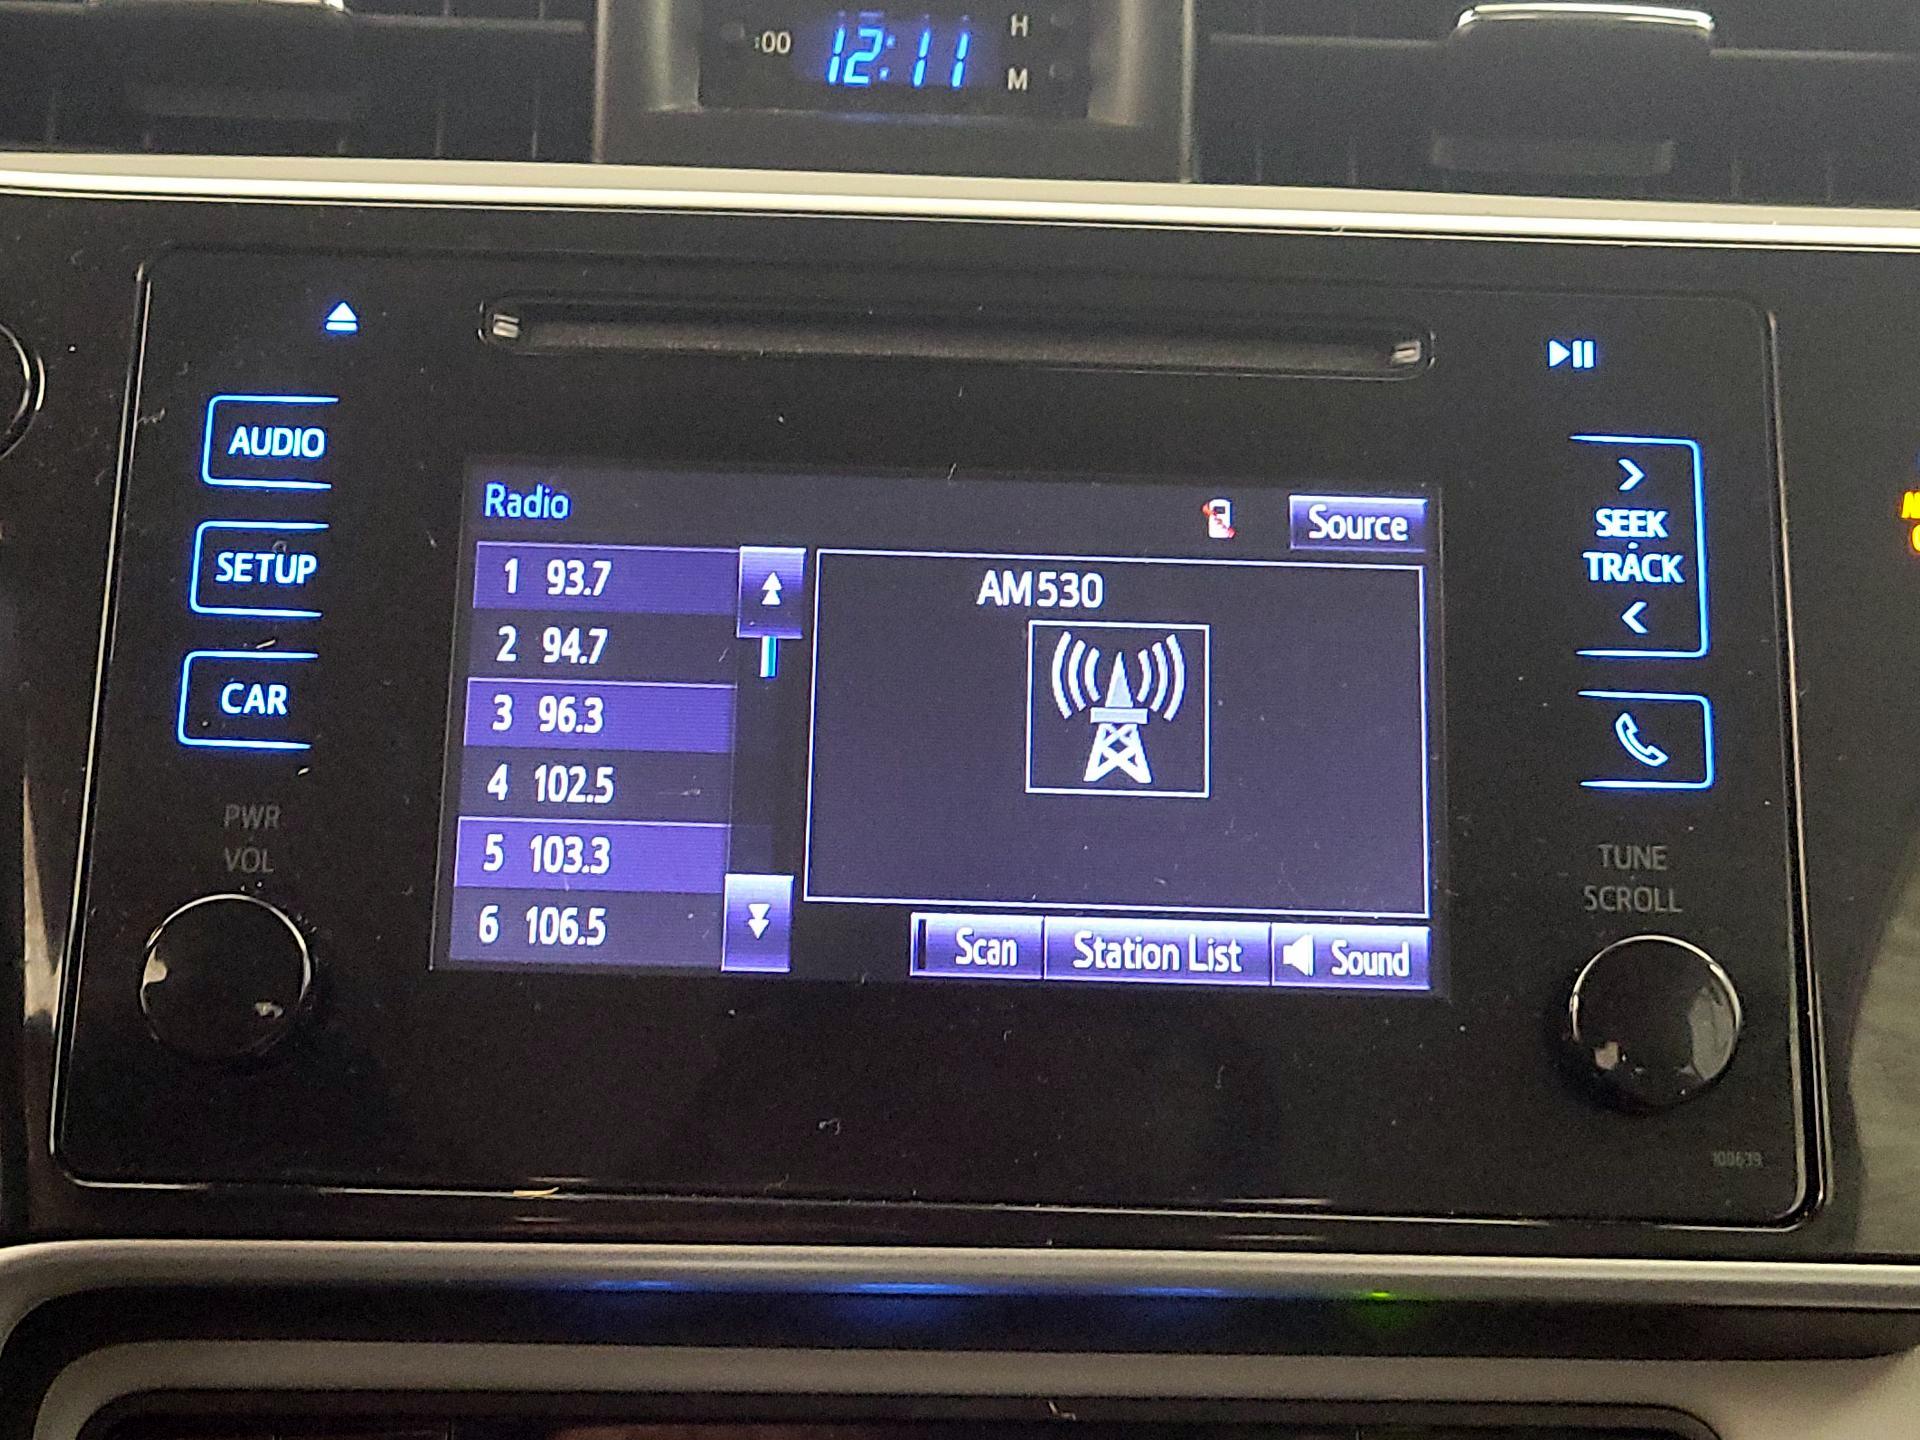 :00 12:11 H
M
AUDIO
SETUP
CAR
PWR
VOL
Radio
Source
1 93.7
2 94.7
3 96.3
4 102.5
5 103.3
6 106.5
AM530
Scan
Station List
Sound
SEEK
TRACK
TUNE
SCROLL
100639